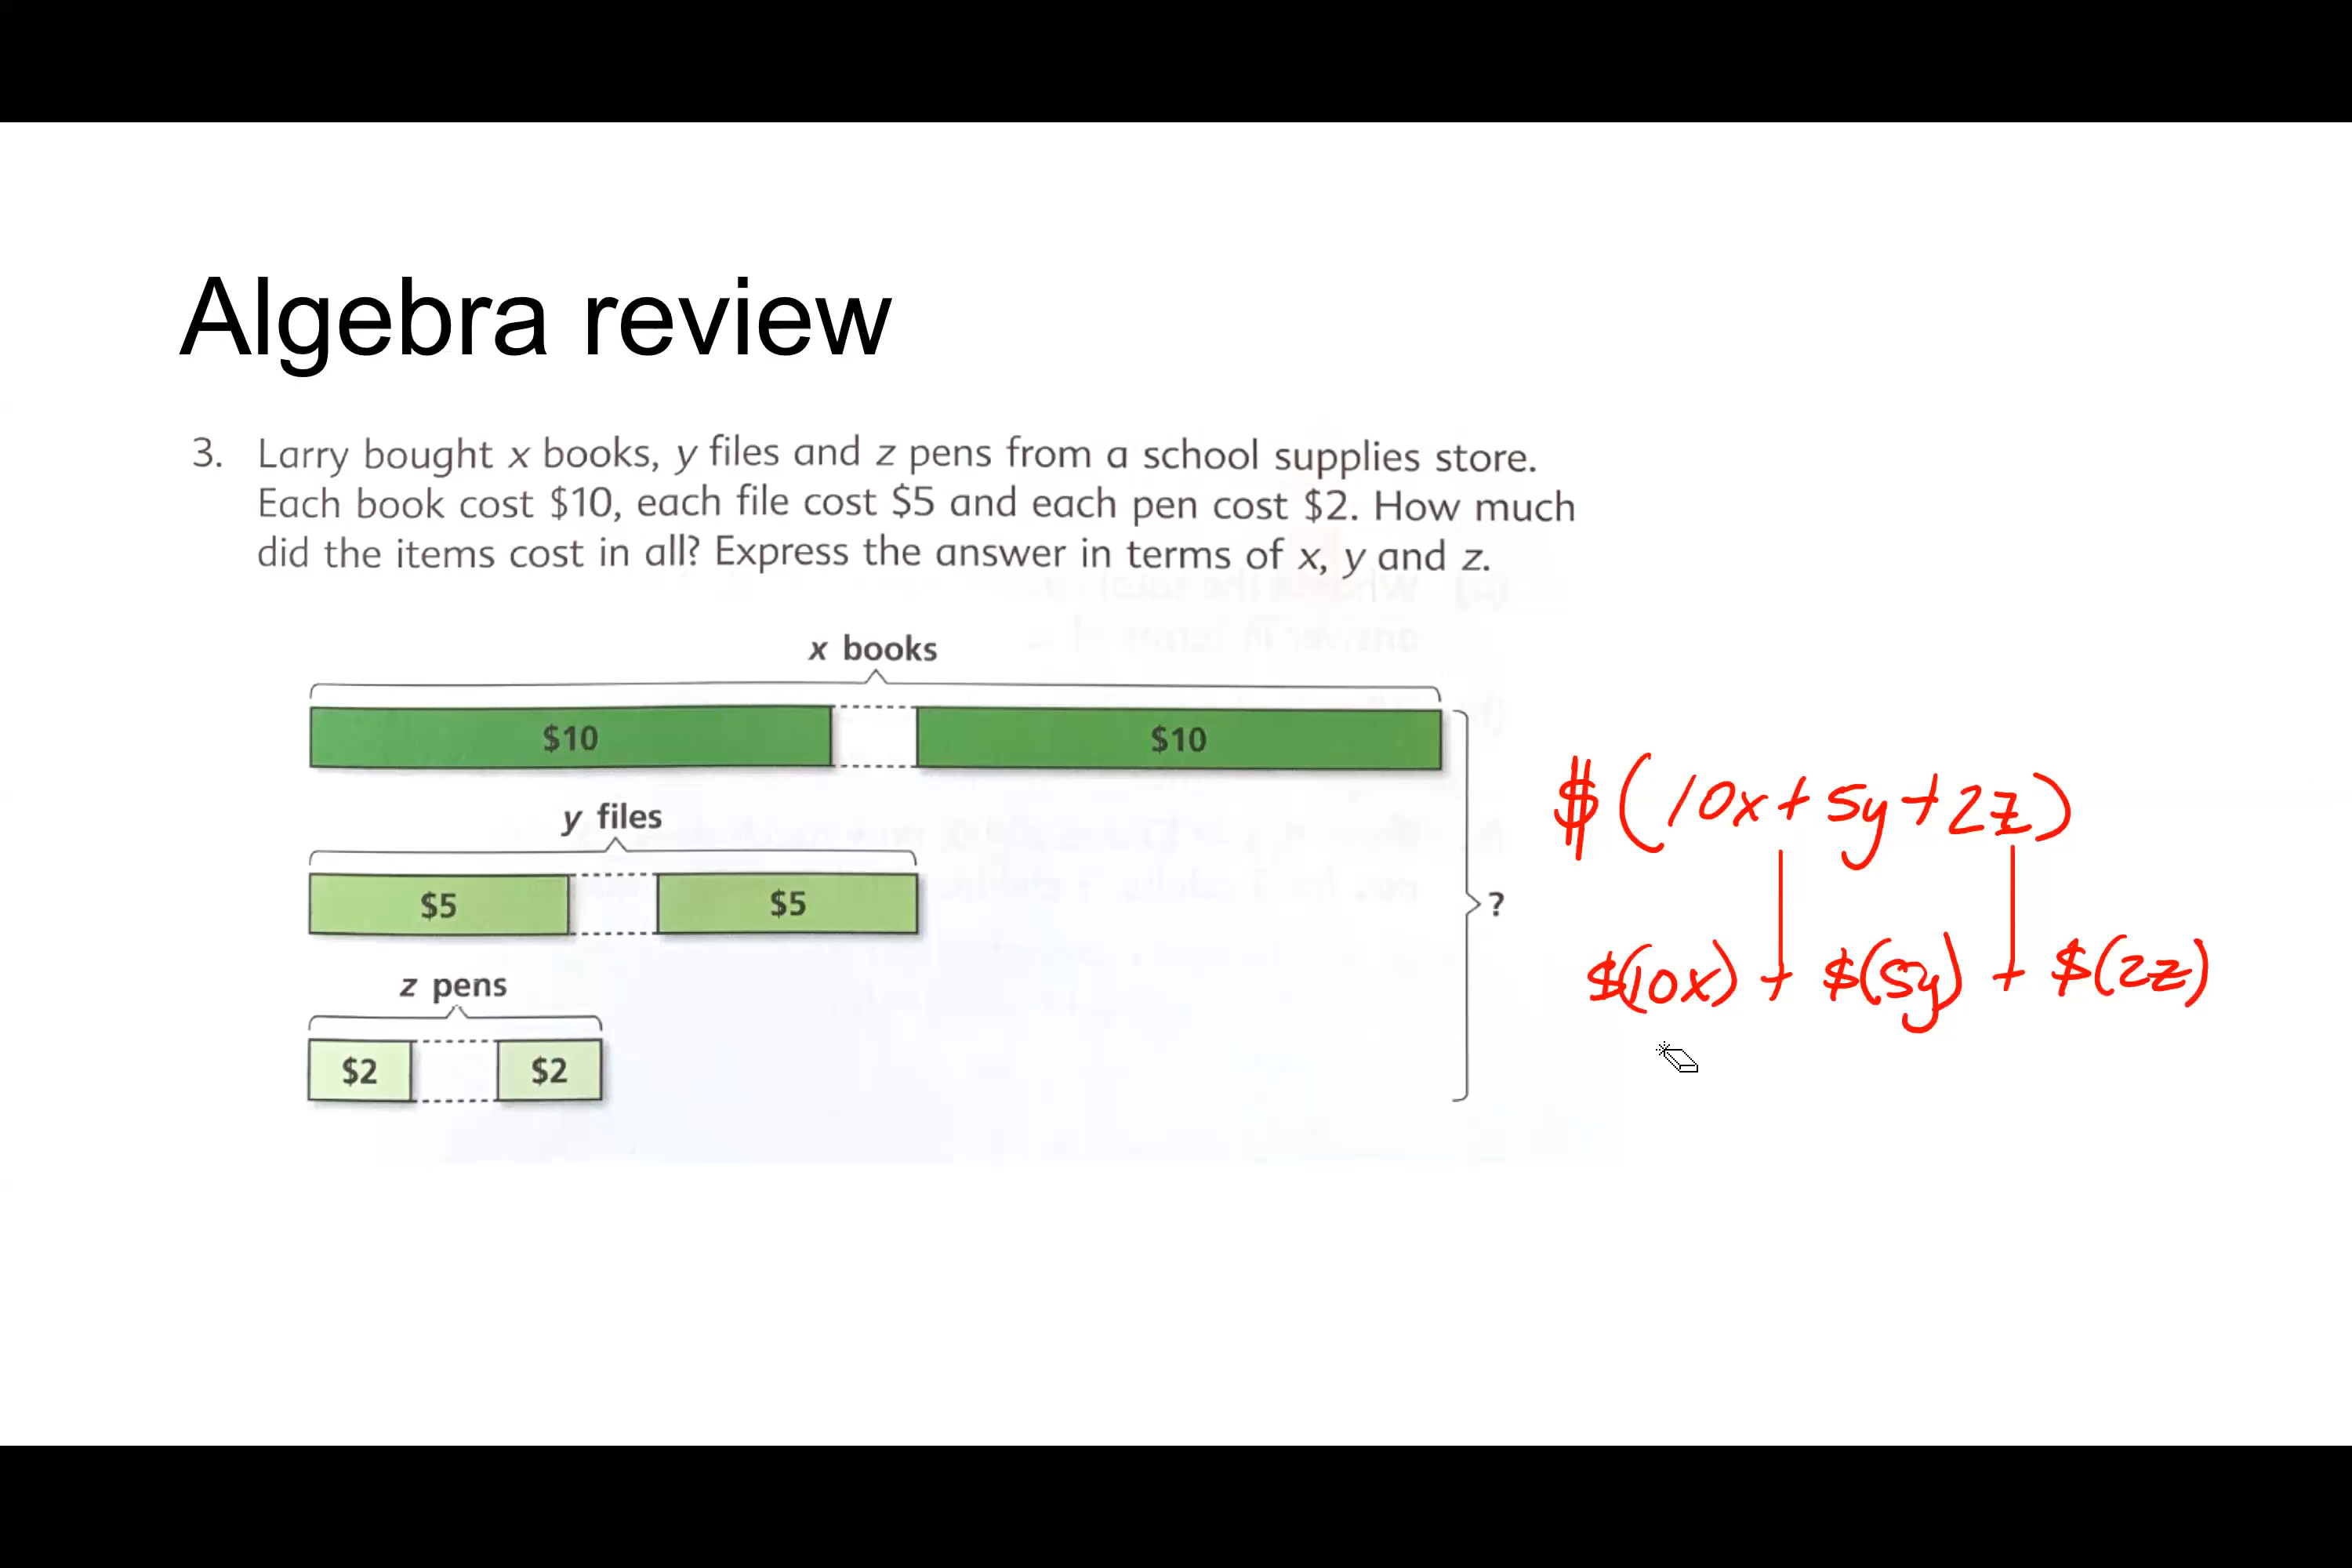 Algebra review
3. Larry bought x books, y files and z pens from a school supplies store.
Each book cost $10, each file cost $5 and each pen cost $2. How much
did the items cost in all? Express the answer in terms of x, y and z.
x books
$10 $10
y files
$5 $5
?
z pens
$2 $2
$(10x+5y+2z)
$(10x) + $(5y) + $(2z)